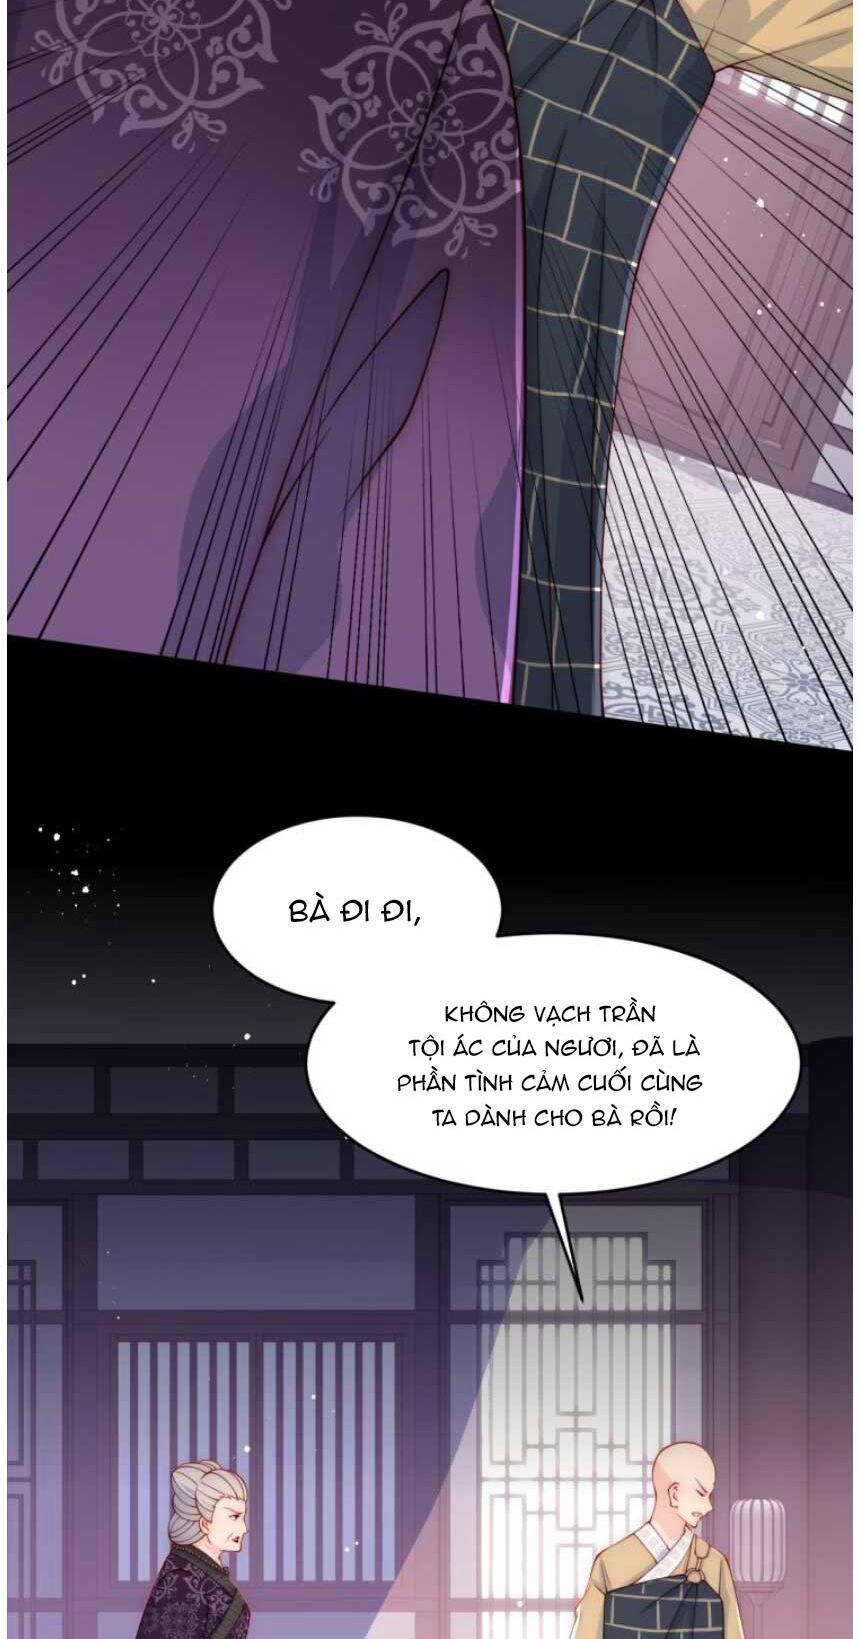 BÀ ĐI ĐI,
KHÔNG VẠCH TRẦN
TỘI ÁC CỦA NGƯƠI, ĐÃ LÀ
PHẦN TÌNH CẢM CUỐI CÙNG
TA DÀNH CHO BÀ RỒI!